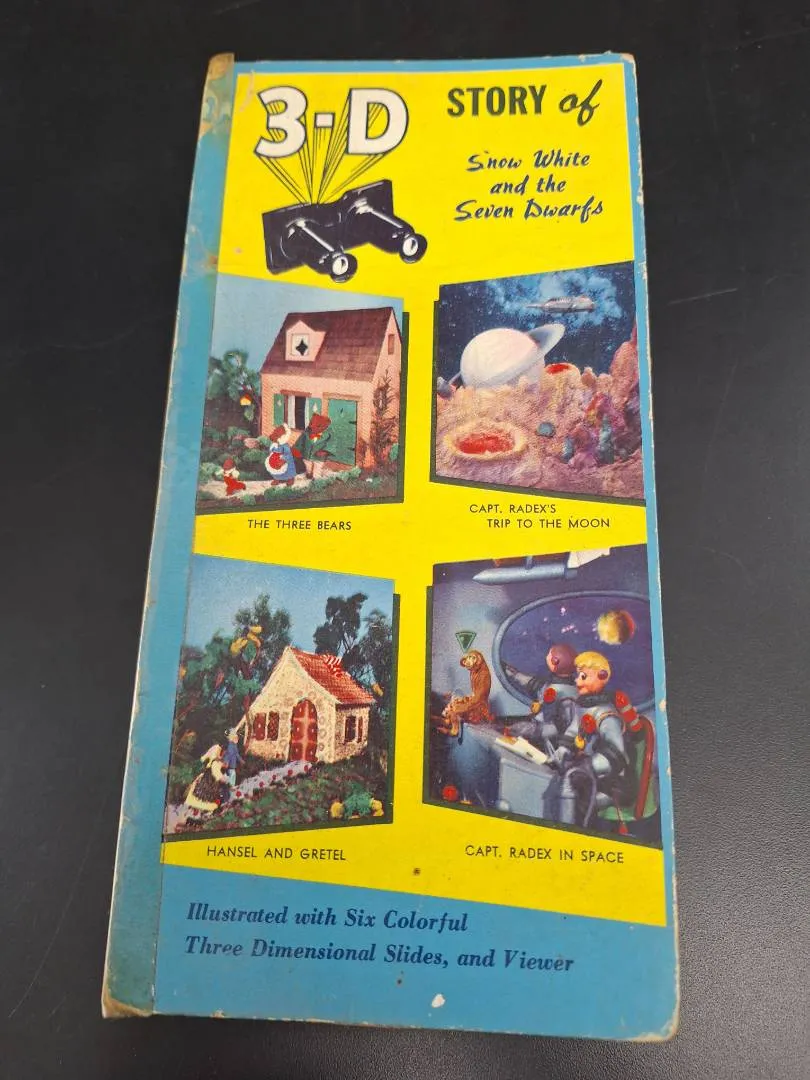 3-D STORY of
Snow White
and the
Seven Dwarfs
THE THREE BEARS
CAPT. RADEX'S
TRIP TO THE MOON
HANSEL AND GRETEL
CAPT. RADEX IN SPACE
Illustrated with Six Colorful
Three Dimensional Slides, and Viewer